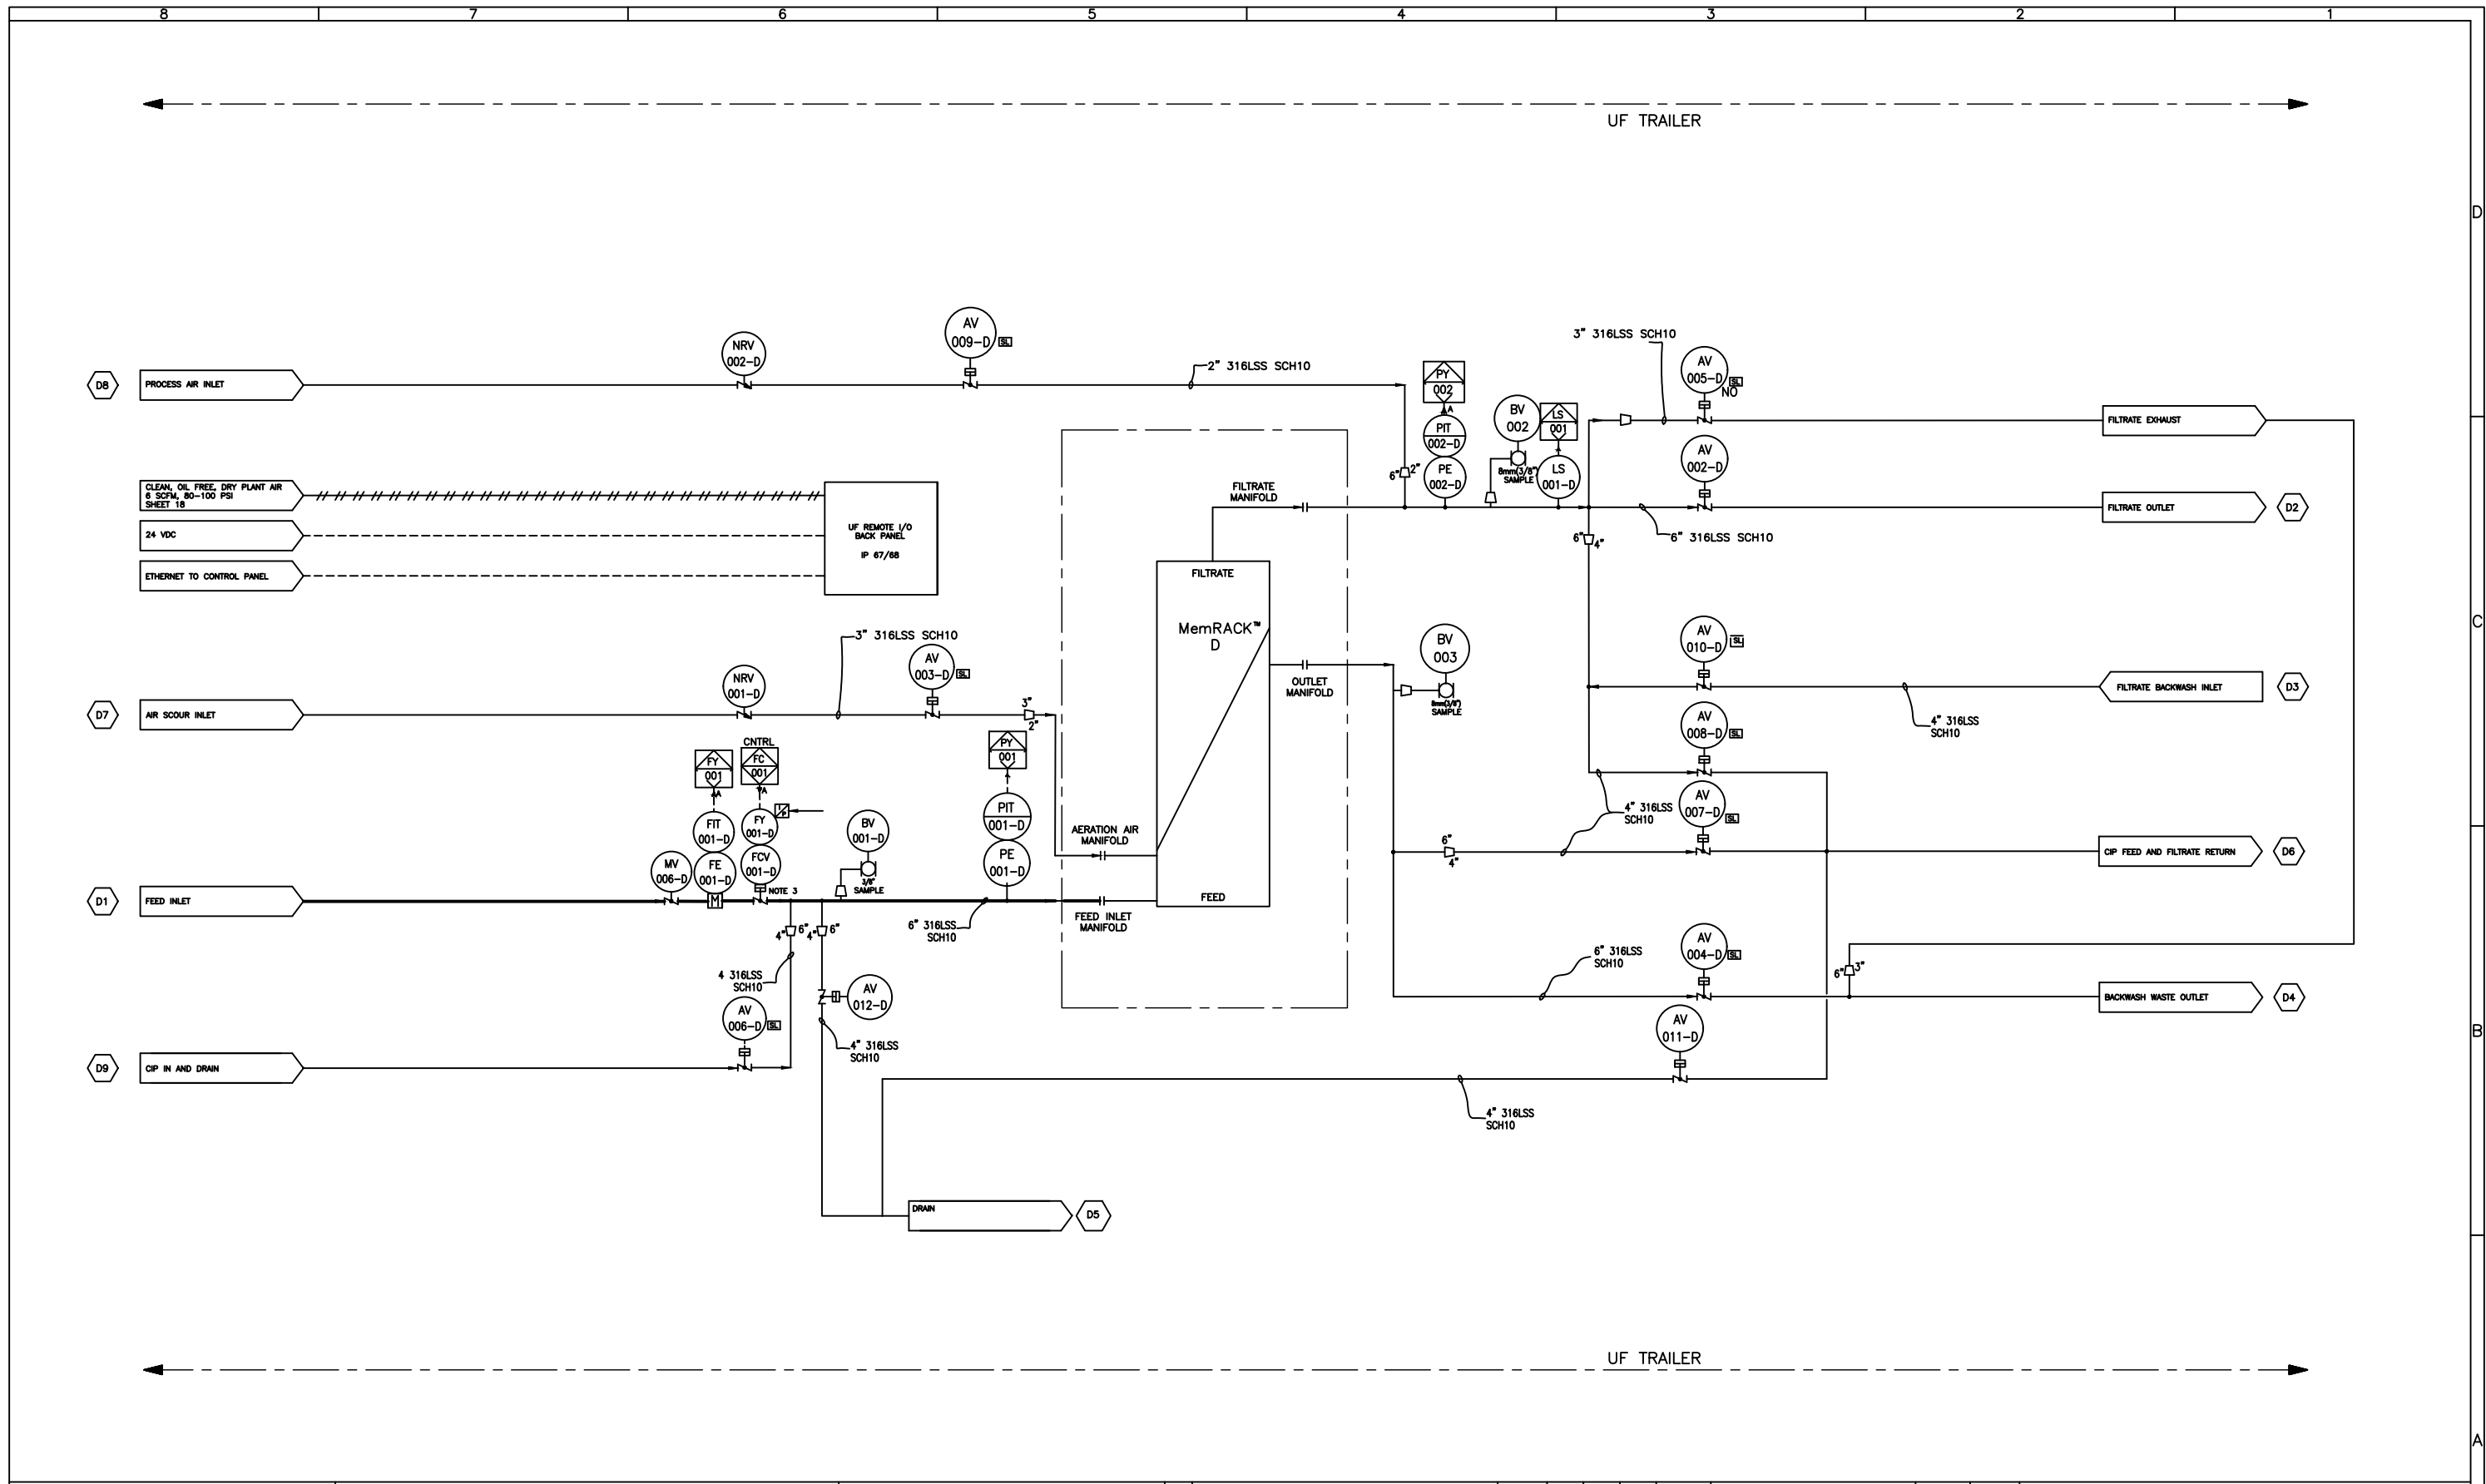 8
7
6
5
4
3
2
1
UF TRAILER
D
3" 316LSS SCH10
AV
009-D
SL
NRV
002-D
2" 316LSS SCH10
AV
005-D
SL
NO
PY
002
A
D8
PROCESS AIR INLET
BV
002
LS
001
FILTRATE EXHAUST
PIT
002-D
AV
002-D
8mm(3/8")
SAMPLE
6"
2"
PE
002-D
LS
001-D
CLEAN, OIL FREE, DRY PLANT AIR
6 SCFM, 80-100 PSI
SHEET 18
FILTRATE
MANIFOLD
FILTRATE OUTLET
D2
24 VDC
UF REMOTE I/O
BACK PANEL
IP 67/68
6"
4"
6" 316LSS SCH10
ETHERNET TO CONTROL PANEL
FILTRATE
MemRACK™
D
C
3" 316LSS SCH10
AV
010-D
SL
BV
003
AV
003-D
SL
NRV
001-D
OUTLET
MANIFOLD
FILTRATE BACKWASH INLET
D3
8mm(3/8")
SAMPLE
3"
2"
D7
AIR SCOUR INLET
4" 316LSS
SCH10
AV
008-D
SL
CNTRL
PY
001
FY
001
A
FC
001
A
I/P
AV
007-D
SL
4" 316LSS
SCH10
PIT
001-D
FIT
001-D
FY
001-D
BV
001-D
AERATION AIR
MANIFOLD
6"
4"
CIP FEED AND FILTRATE RETURN
D6
MV
006-D
FE
001-D
FCV
001-D
PE
001-D
3/8"
SAMPLE
NOTE 3
D1
FEED INLET
M
FEED
FEED INLET
MANIFOLD
6" 316LSS
SCH10
4"
6"
4"
6"
AV
004-D
SL
6" 316LSS
SCH10
6"
3"
4 316LSS
SCH10
AV
012-D
BACKWASH WASTE OUTLET
D4
AV
006-D
SL
AV
011-D
B
4" 316LSS
SCH10
D9
CIP IN AND DRAIN
4" 316LSS
SCH10
DRAIN
D5
UF TRAILER
A